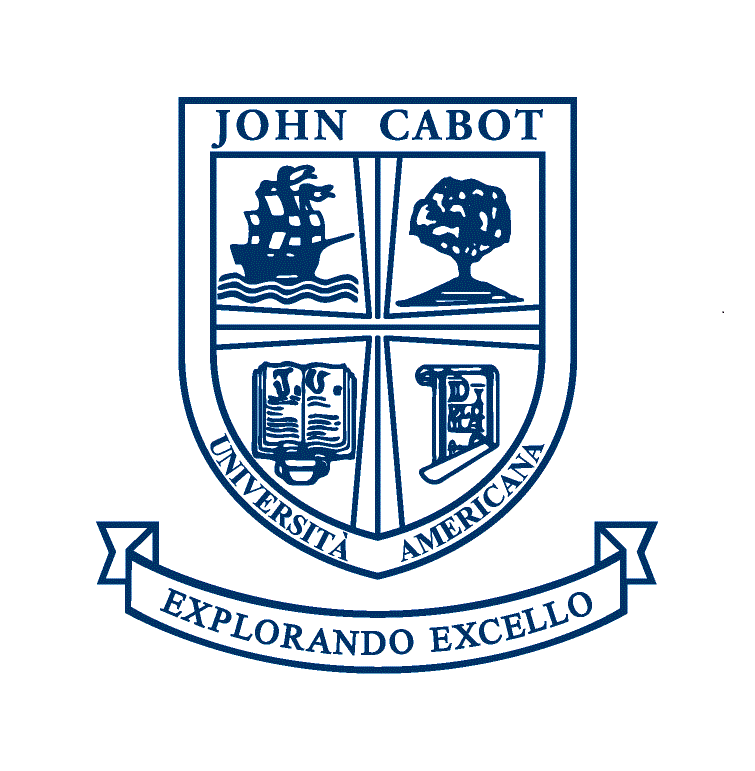 JOHN CABOT
J.U.
UNIVERSITÀ AMERICANA
EXPLORANDO EXCELLO